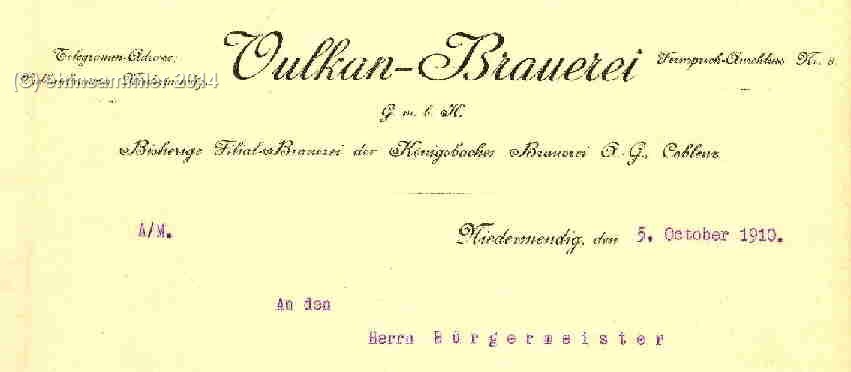 Telegramm-Adresse:
Vulkan-Brauerei
Fernsprech-Anschluss Nr. 8.
G. m. b. H.
Bisherige Filial-Brauerei der Königsbacher Brauerei A.-G., Coblenz
A/M.
Niedermendig, den 5. October 1910.
An den
Herrn Bürgermeister